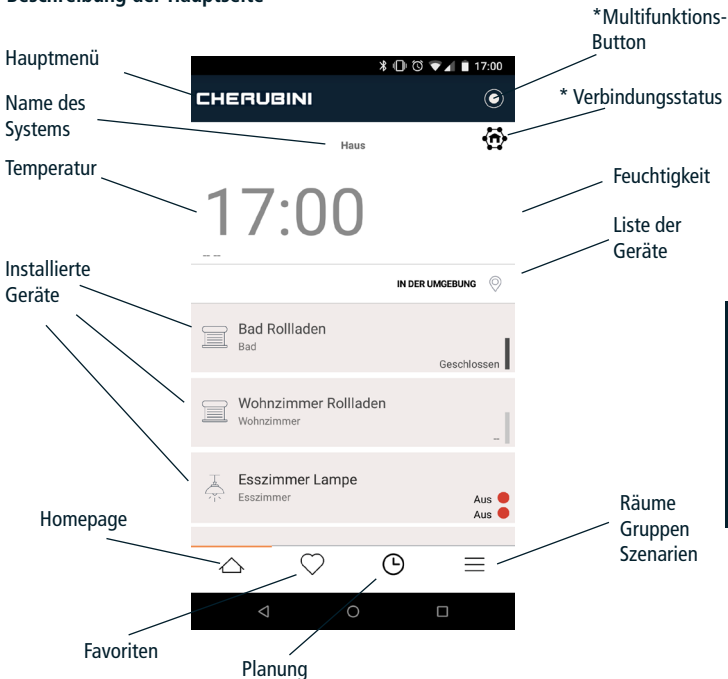 Beschreibung der Hauptseite
*Multifunktions-
Button
Hauptmenü
17:00
CHERUBINI
* Verbindungsstatus
Name des
Systems
Haus
Temperatur
17:00
Feuchtigkeit
-- --
Liste der
Geräte
Installierte
Geräte
IN DER UMGEBUNG
Bad Rollladen
Bad
Geschlossen
Wohnzimmer Rollladen
Wohnzimmer
--
Esszimmer Lampe
Esszimmer
Aus
Aus
Homepage
Räume
Gruppen
Szenarien
Favoriten
Planung